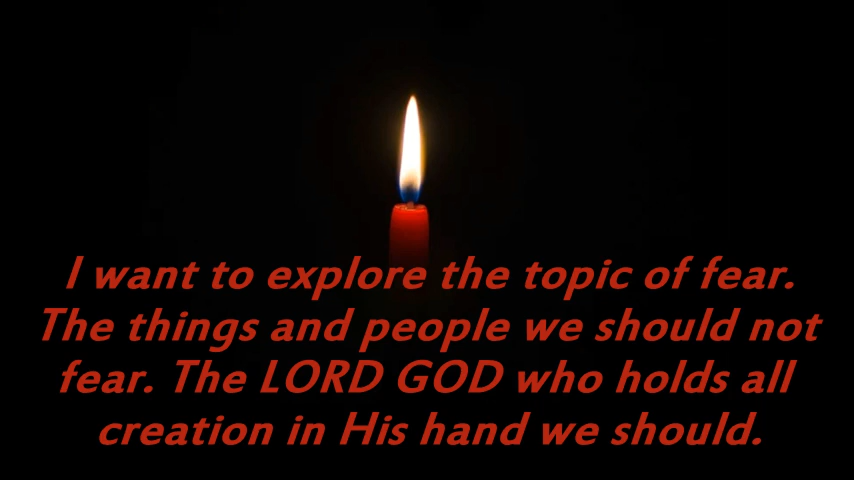 I want to explore the topic of fear.
The things and people we should not
fear. The LORD GOD who holds all
creation in His hand we should.